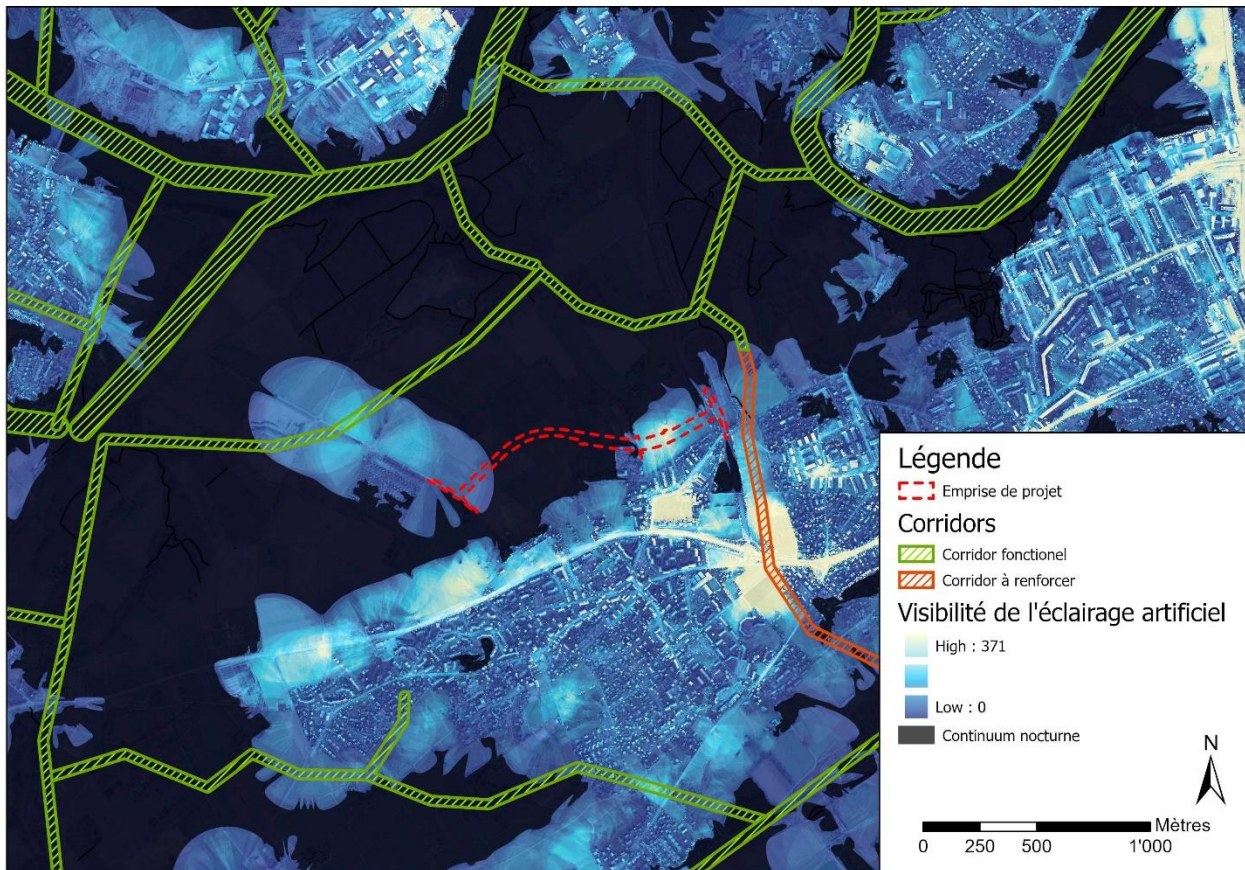 Légende
Emprise de projet
Corridors
Corridor fonctionel
Corridor à renforcer
Visibilité de l'éclairage artificiel
High : 371
Low : 0
Continuum nocturne
N
Mètres
0 250 500 1'000